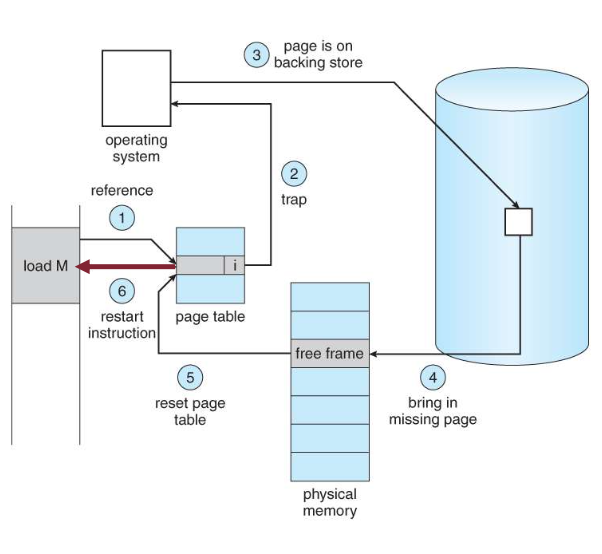 3
page is on
backing store
operating
system
2
trap
reference
1
load M
i
6
restart
instruction
page table
free frame
5
reset page
table
4
bring in
missing page
physical
memory